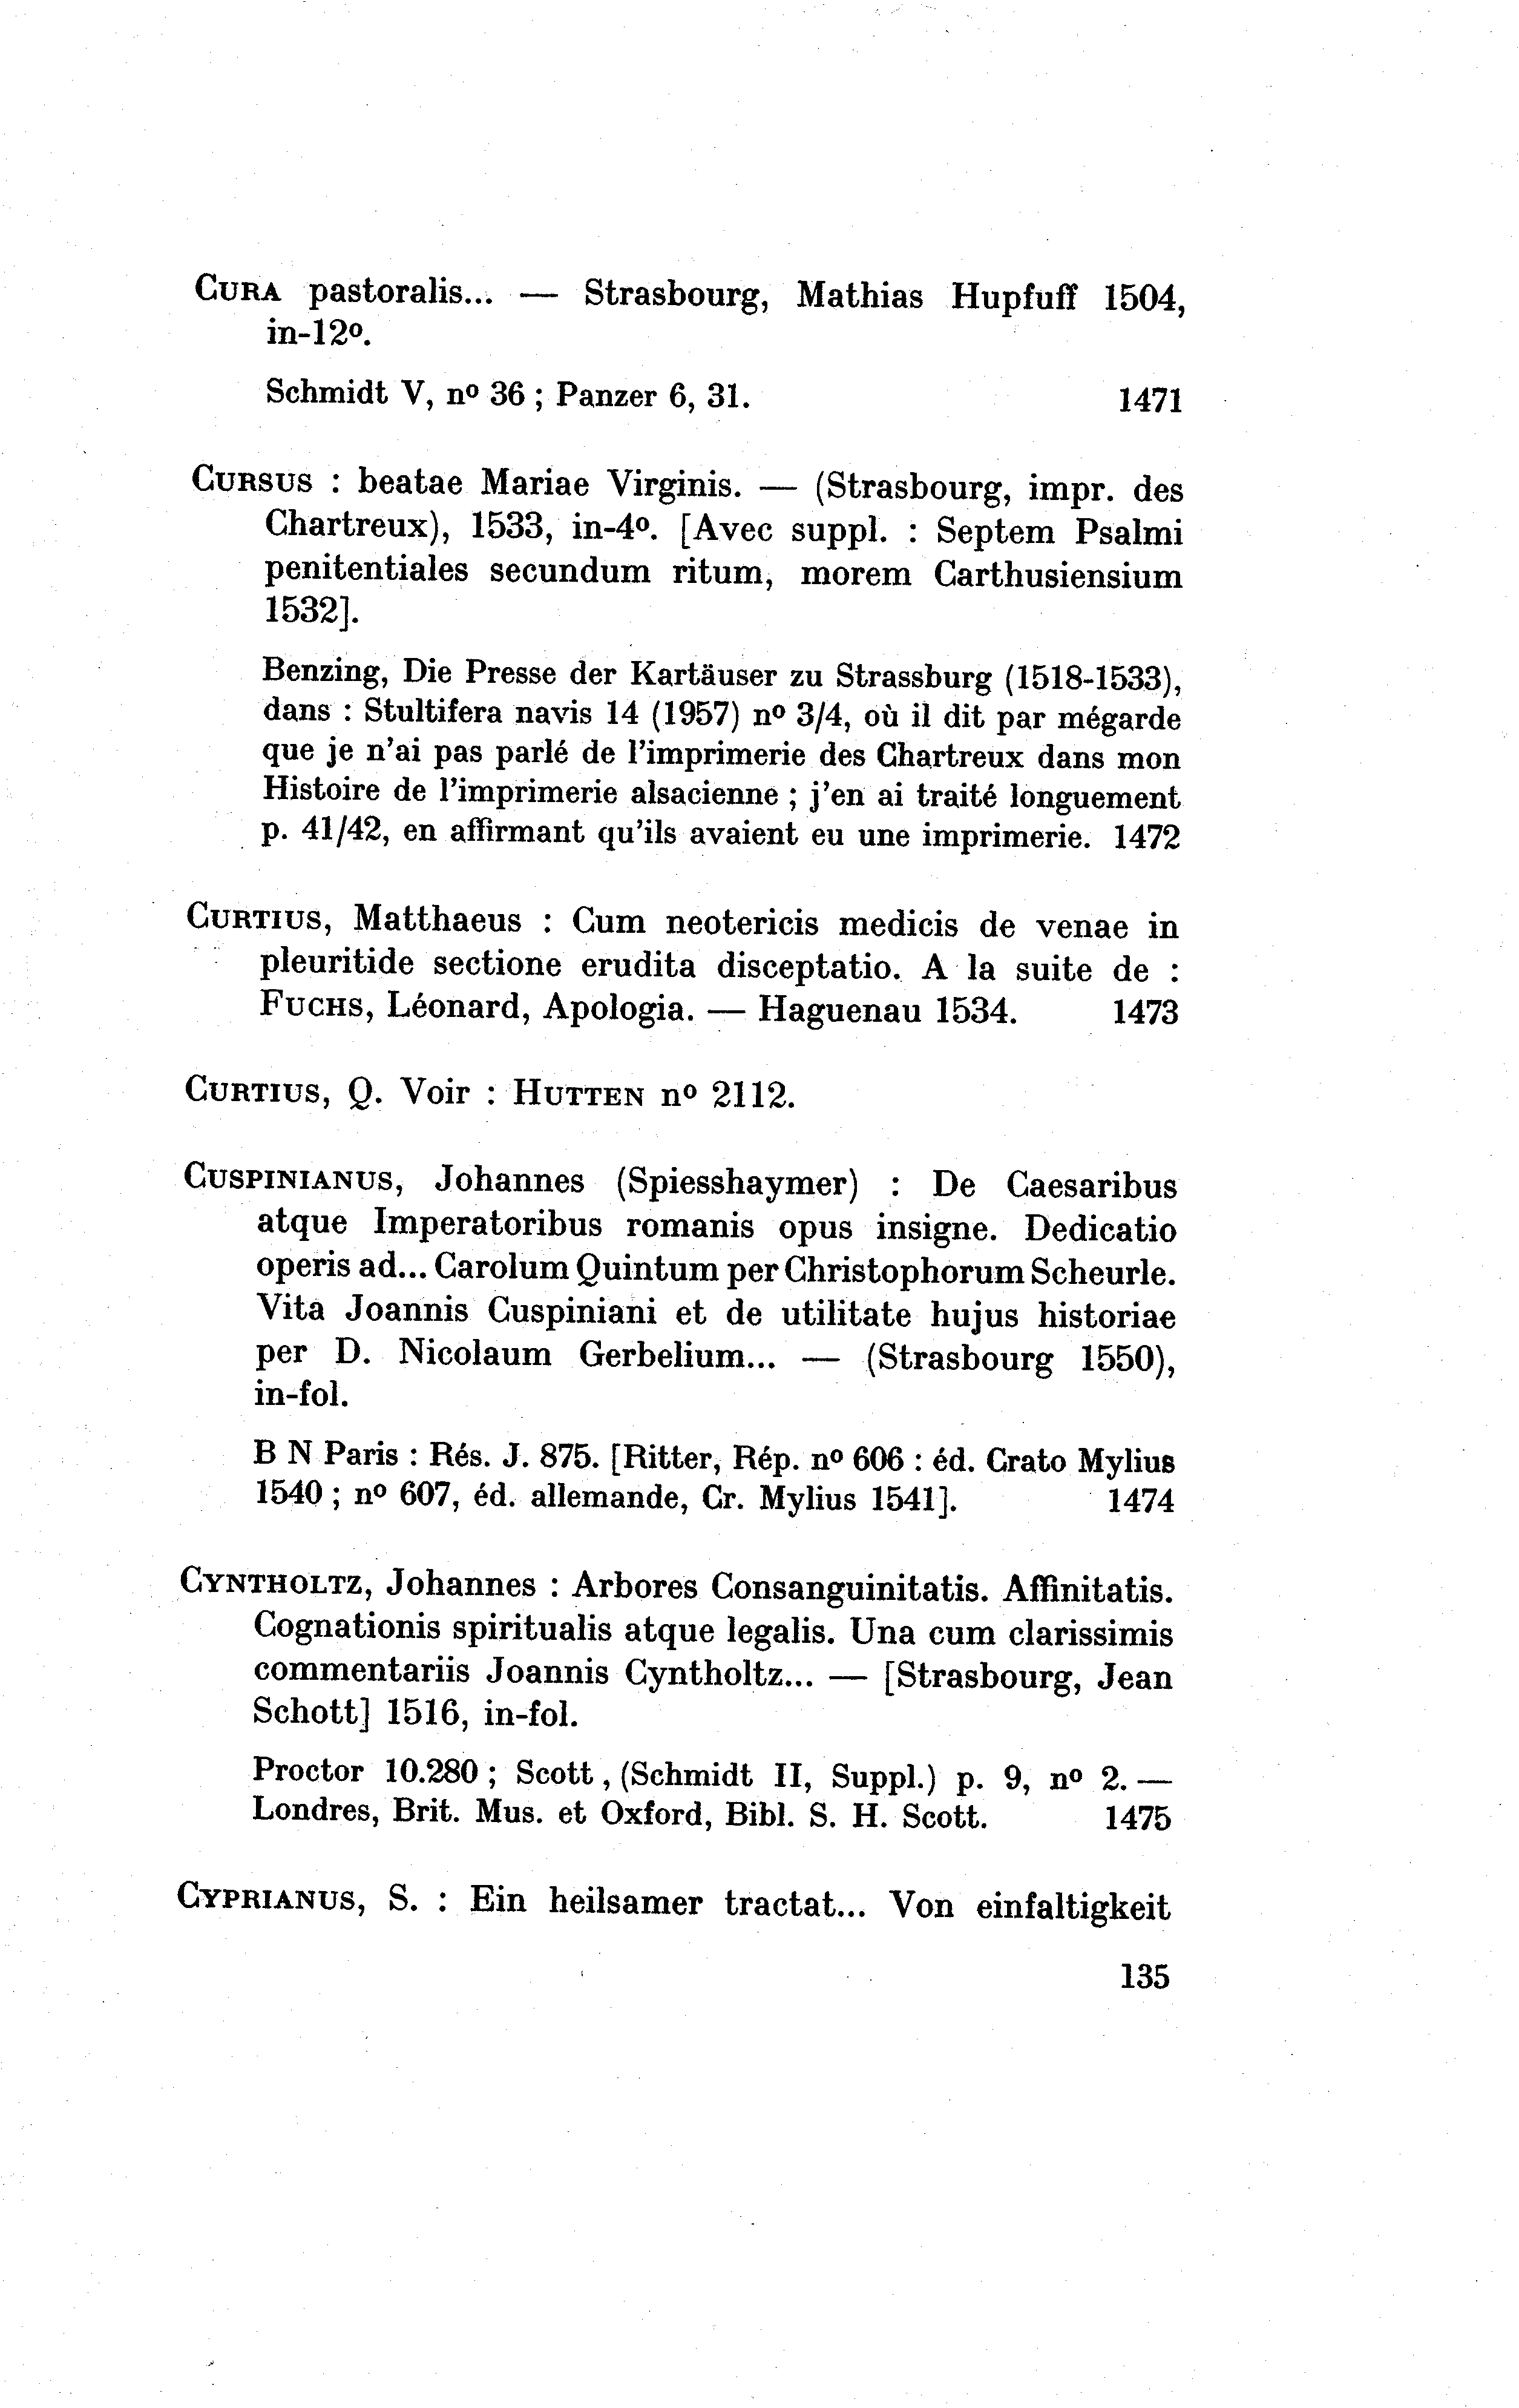 CURA pastoralis... — Strasbourg, Mathias Hupfuff 1504,
in-12º.
Schmidt V, nº 36 ; Panzer 6, 31. 1471
CURSUS : beatae Mariae Virginis. — (Strasbourg, impr. des
Chartreux), 1533, in-4º. [Avec suppl. : Septem Psalmi
penitentiales secundum ritum, morem Carthusiensium
1532].
Benzing, Die Presse der Kartäuser zu Strassburg (1518-1533),
dans : Stultifera navis 14 (1957) nº 3/4, où il dit par mégarde
que je n'ai pas parlé de l'imprimerie des Chartreux dans mon
Histoire de l'imprimerie alsacienne ; j'en ai traité longuement
p. 41/42, en affirmant qu'ils avaient eu une imprimerie. 1472
CURTIUS, Matthaeus : Cum neotericis medicis de venae in
pleuritide sectione erudita disceptatio. A la suite de :
FUCHS, Léonard, Apologia. — Haguenau 1534. 1473
CURTIUS, Q. Voir : HUTTEN nº 2112.
CUSPINIANUS, Johannes (Spiesshaymer) : De Caesaribus
atque Imperatoribus romanis opus insigne. Dedicatio
operis ad... Carolum Quintum per Christophorum Scheurle.
Vita Joannis Cuspiniani et de utilitate hujus historiae
per D. Nicolaum Gerbelium... — (Strasbourg 1550),
in-fol.
B N Paris : Rés. J. 875. [Ritter, Rép. nº 606 : éd. Crato Mylius
1540 ; nº 607, éd. allemande, Cr. Mylius 1541]. 1474
CYNTHOLTZ, Johannes : Arbores Consanguinitatis. Affinitatis.
Cognationis spiritualis atque legalis. Una cum clarissimis
commentariis Joannis Cyntholtz... — [Strasbourg, Jean
Schott] 1516, in-fol.
Proctor 10.280 ; Scott , (Schmidt II, Suppl.) p. 9, nº 2. —
Londres, Brit. Mus. et Oxford, Bibl. S. H. Scott. 1475
CYPRIANUS, S. : Ein heilsamer tractat... Von einfaltigkeit
135